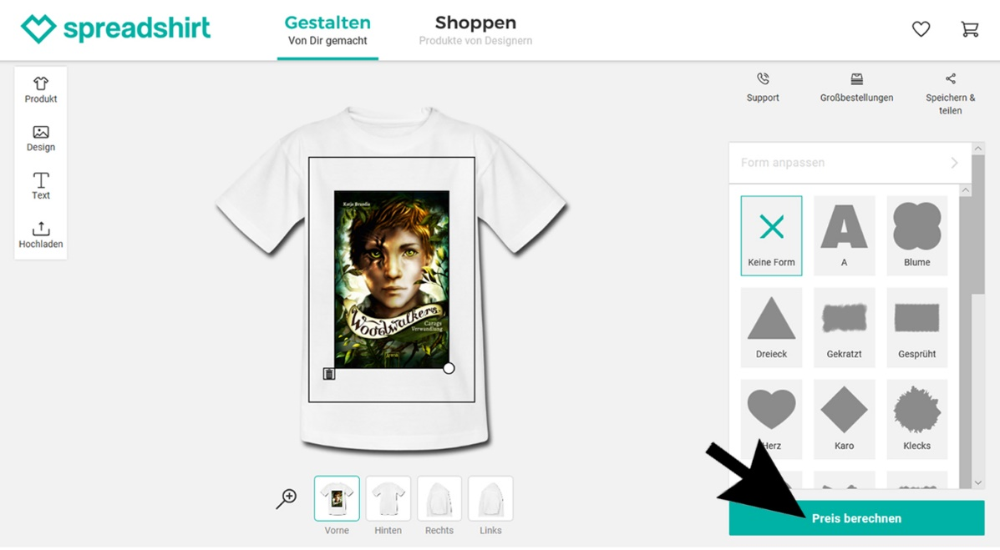 spreadshirt
Gestalten
Von Dir gemacht
Shoppen
Produkte von Designern
Produkt
Design
Text
Hochladen
Support
Großbestellungen
Speichern &
teilen
Form anpassen
Keine Form
A
A
Blume
Dreieck
Gekratzt
Gesprüht
Herz
Karo
Klecks
Katja Brandis
Woodwalkers
Carags
Verwandlung
Arena
Vorne
Hinten
Rechts
Links
Preis berechnen